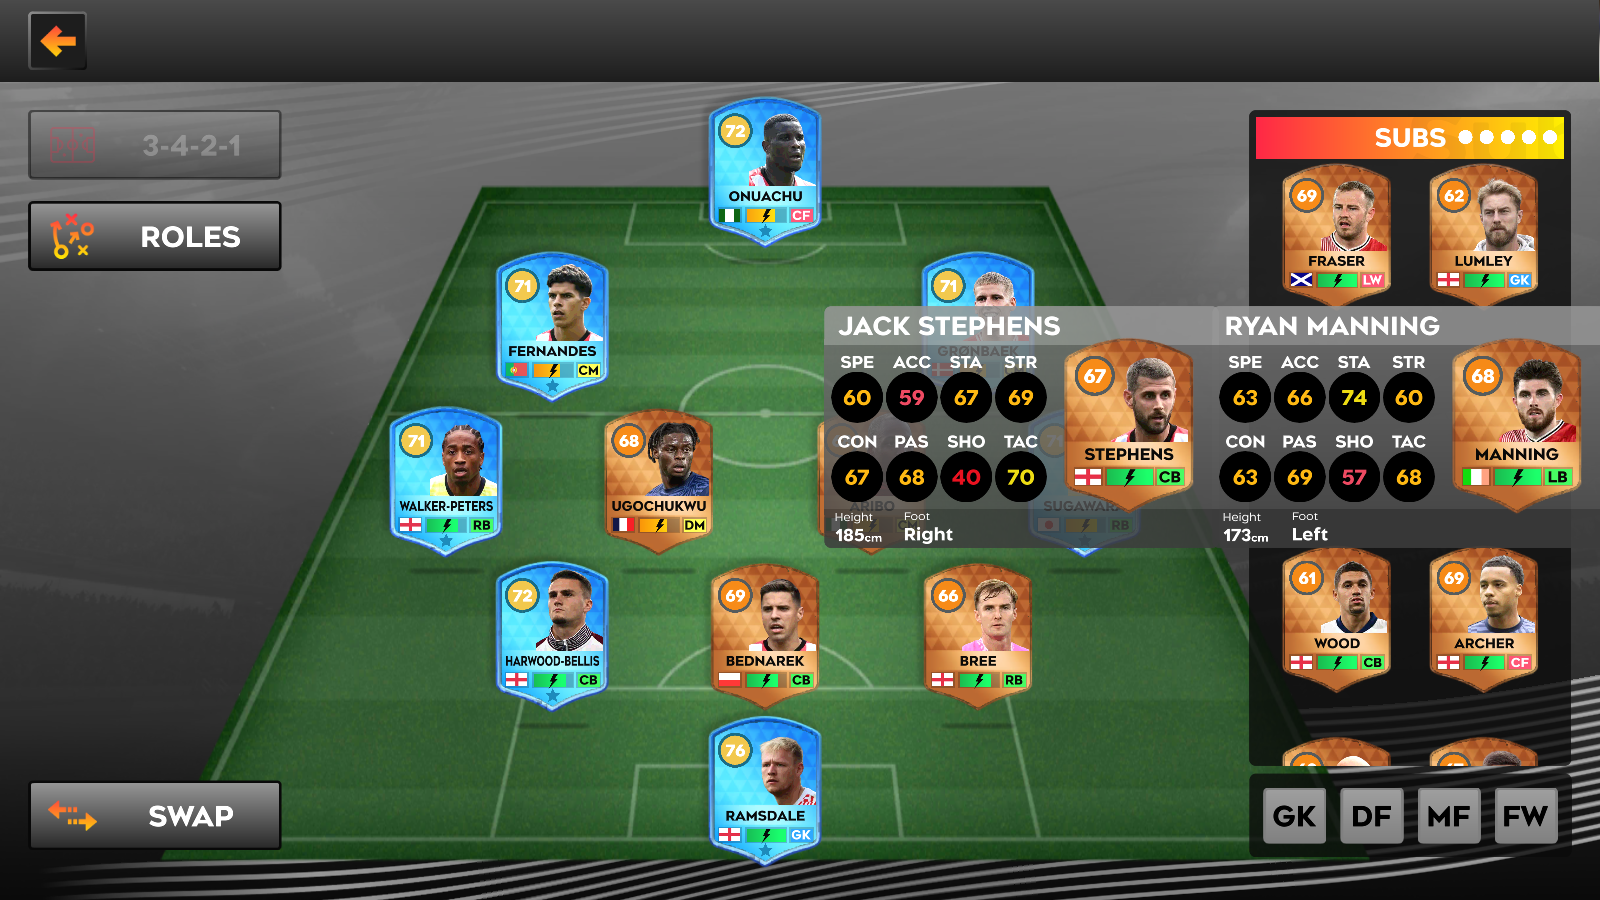 3-4-2-1
ROLES
SWAP
72
ONUACHU
CF
71
FERNANDES
CM
71
GRØNBAEK
71
WALKER-PETERS
RB
68
UGOCHUKWU
DM
ARIBO
71
SUGAWARA
RB
72
HARWOOD-BELLIS
CB
69
BEDNAREK
CB
66
BREE
RB
76
RAMSDALE
GK
JACK STEPHENS
SPE ACC STA STR
60 59 67 69
CON PAS SHO TAC
67 68 40 70
Height Foot
185cm Right
67
STEPHENS
CB
RYAN MANNING
SPE ACC STA STR
63 66 74 60
CON PAS SHO TAC
63 69 57 68
Height Foot
173cm Left
68
MANNING
LB
SUBS
69
FRASER
LW
62
LUMLEY
GK
61
WOOD
CB
69
ARCHER
CF
GK DF MF FW